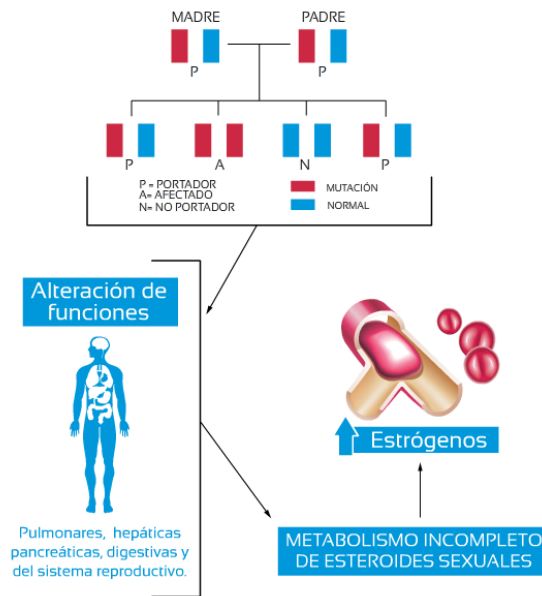 MADRE
PADRE
P
P
P
A
N
P
P = PORTADOR
A= AFECTADO
N= NO PORTADOR
MUTACIÓN
NORMAL
Alteración de
funciones
Estrógenos
Pulmonares, hepáticas
pancreáticas, digestivas y
del sistema reproductivo.
METABOLISMO INCOMPLETO
DE ESTEROIDES SEXUALES